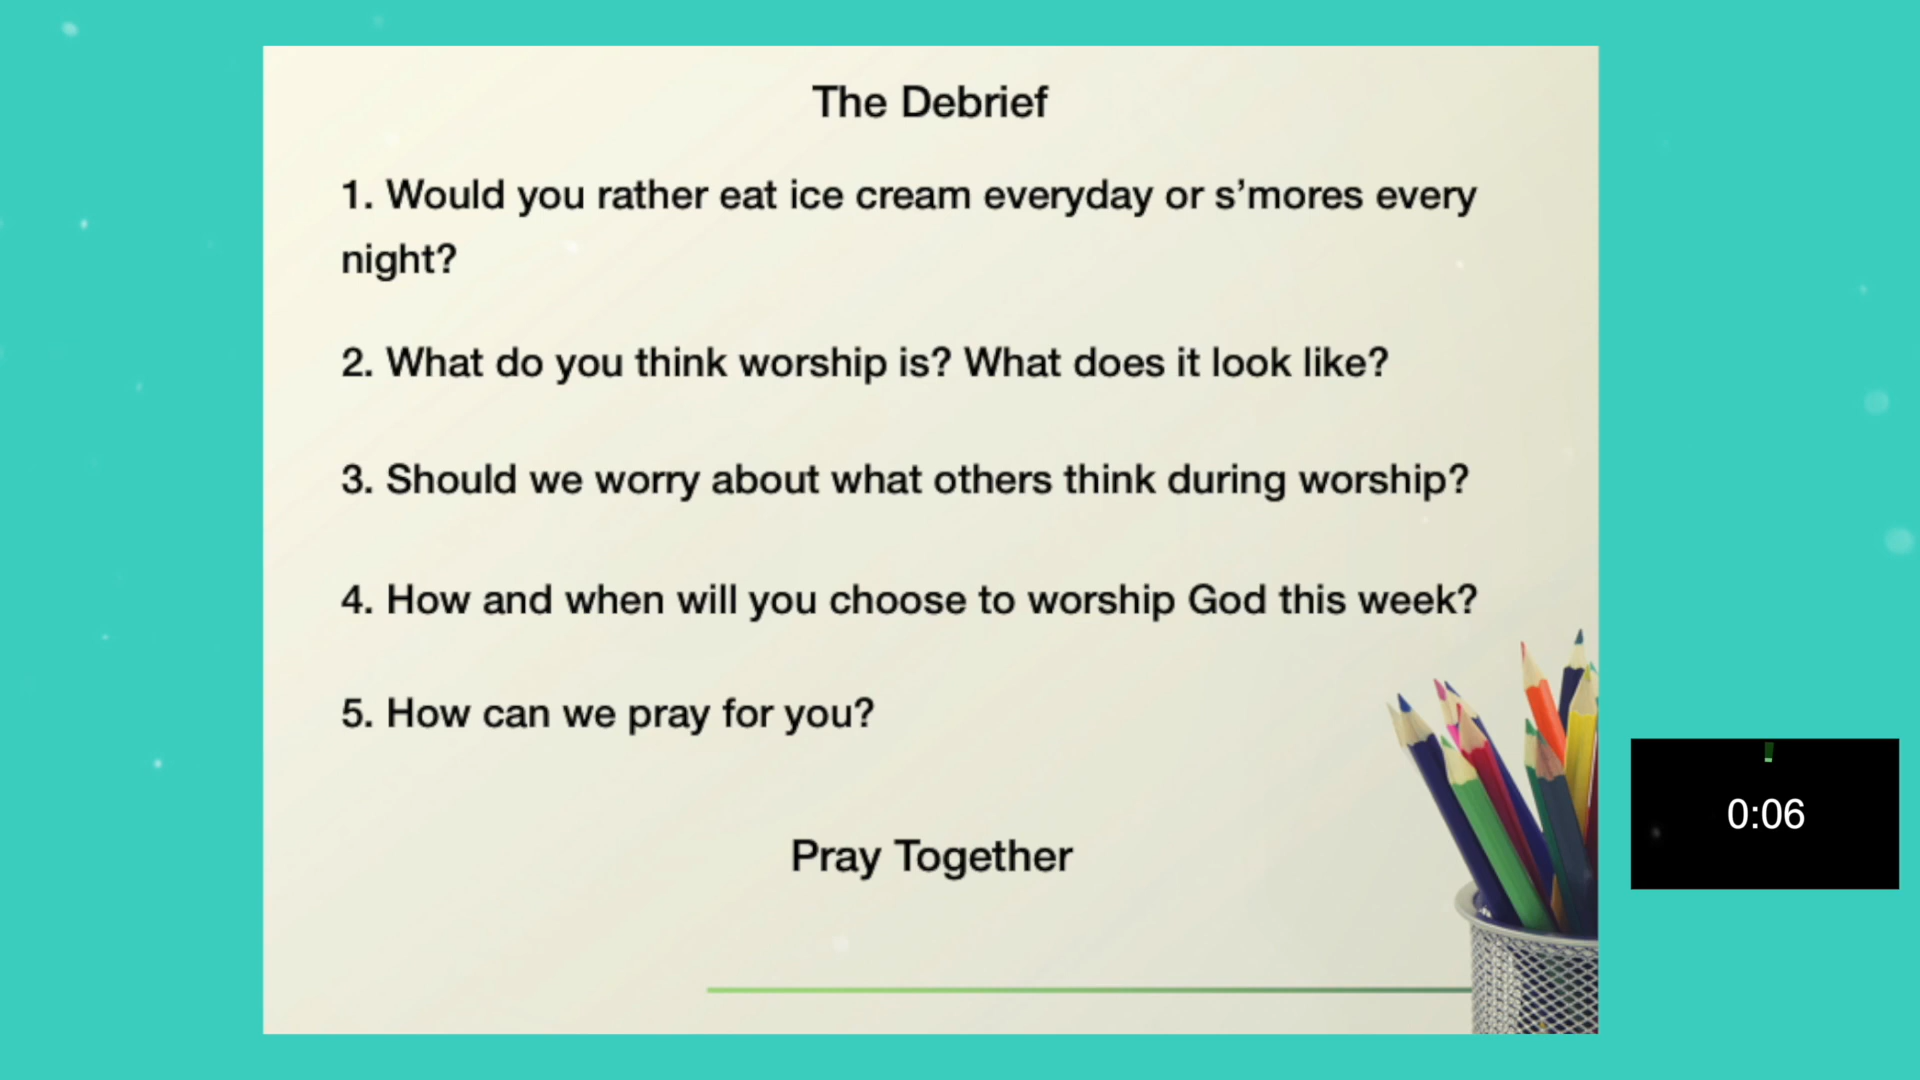 The Debrief
1. Would you rather eat ice cream everyday or s’mores every
night?
2. What do you think worship is? What does it look like?
3. Should we worry about what others think during worship?
4. How and when will you choose to worship God this week?
5. How can we pray for you?
Pray Together
0:06